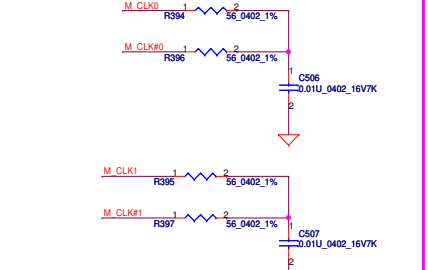 M_CLK0
1 2
R394 56_0402_1%
M_CLK#0
1 2
R396 56_0402_1%
1
C506
0.01U_0402_16V7K
2
M_CLK1
1 2
R395 56_0402_1%
M_CLK#1
1 2
R397 56_0402_1%
1
C507
0.01U_0402_16V7K
2